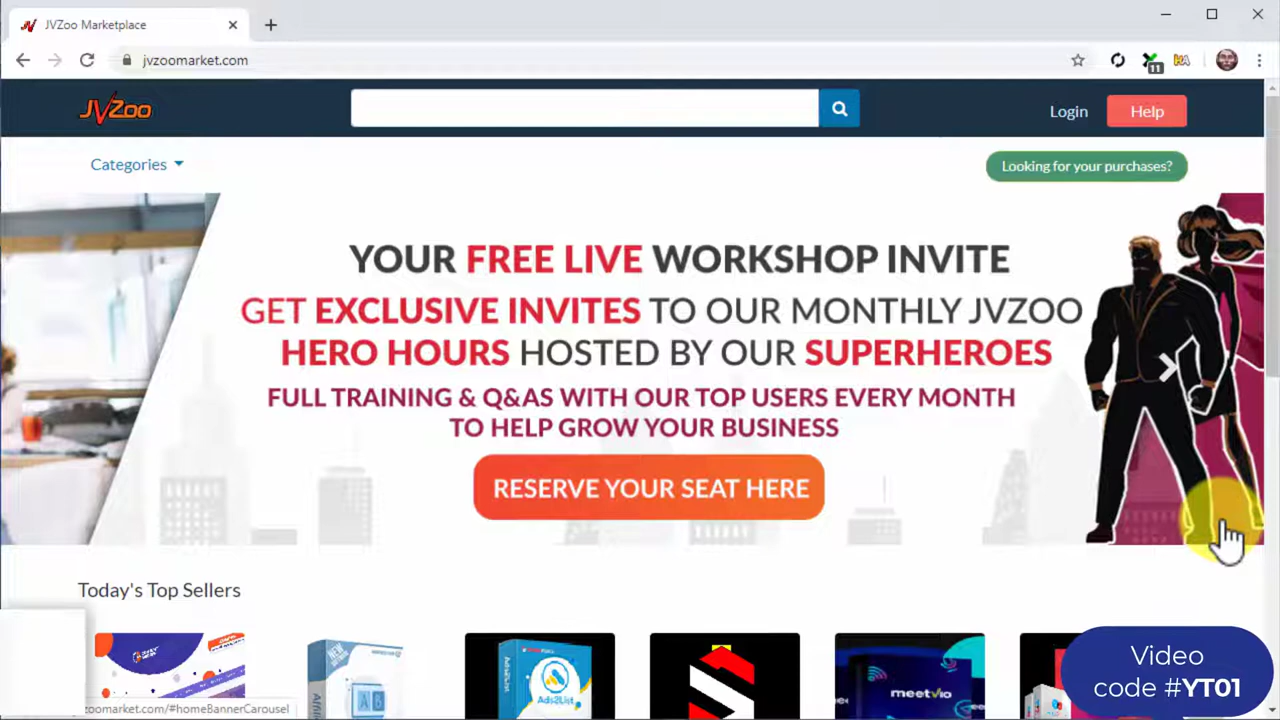 JVZoo Marketplace
jvzoomarket.com
11
JVZoo
Login
Help
Categories
Looking for your purchases?
YOUR FREE LIVE WORKSHOP INVITE
GET EXCLUSIVE INVITES TO OUR MONTHLY JVZOO
HERO HOURS HOSTED BY OUR SUPERHEROES
FULL TRAINING & Q&AS WITH OUR TOP USERS EVERY MONTH
TO HELP GROW YOUR BUSINESS
RESERVE YOUR SEAT HERE
Today's Top Sellers
Ads2List
meetvio
zoomarket.com/#homeBannerCarousel
Video
code #YT01